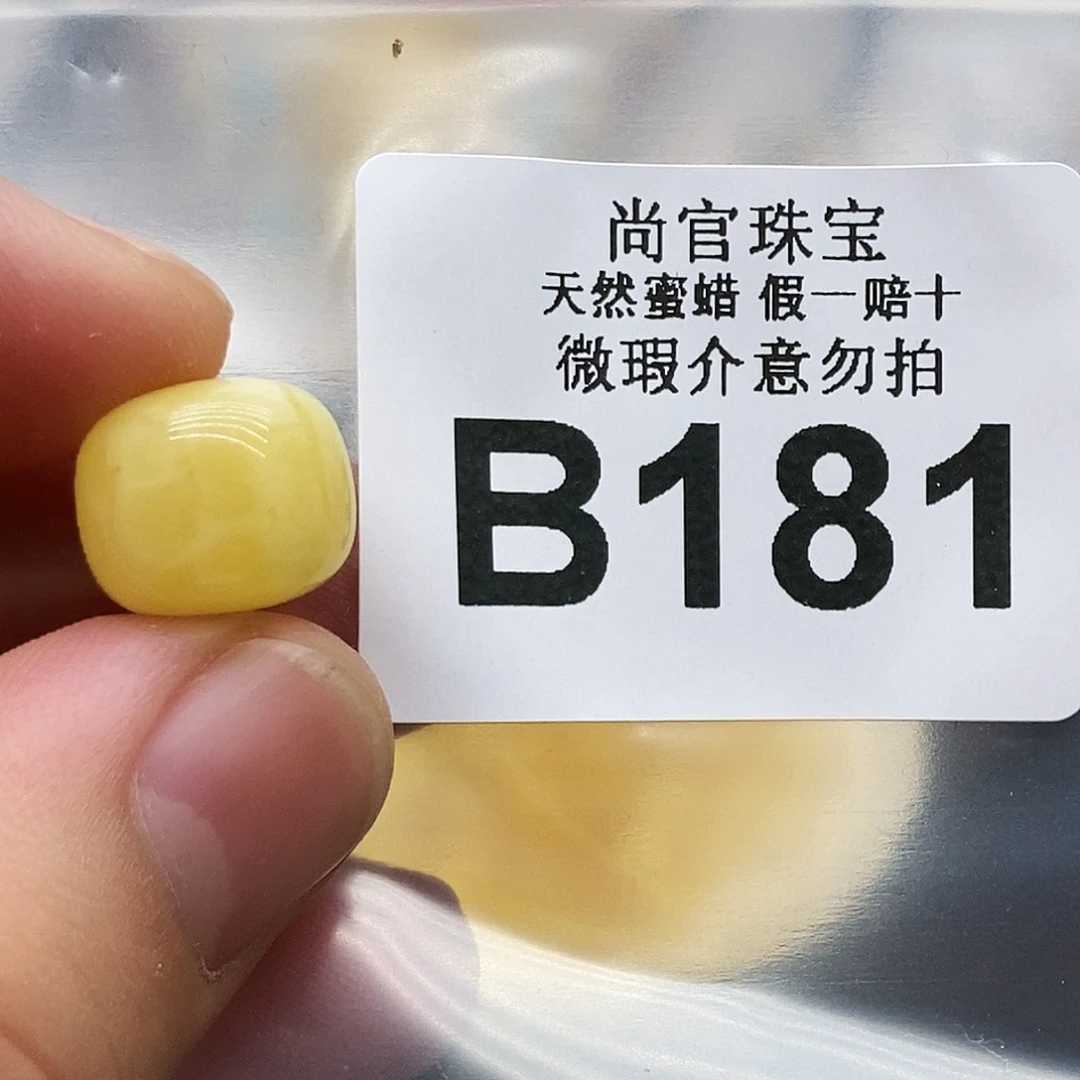 尚官珠宝
天然蜜蜡 假一赔十
微瑕介意勿拍
B181